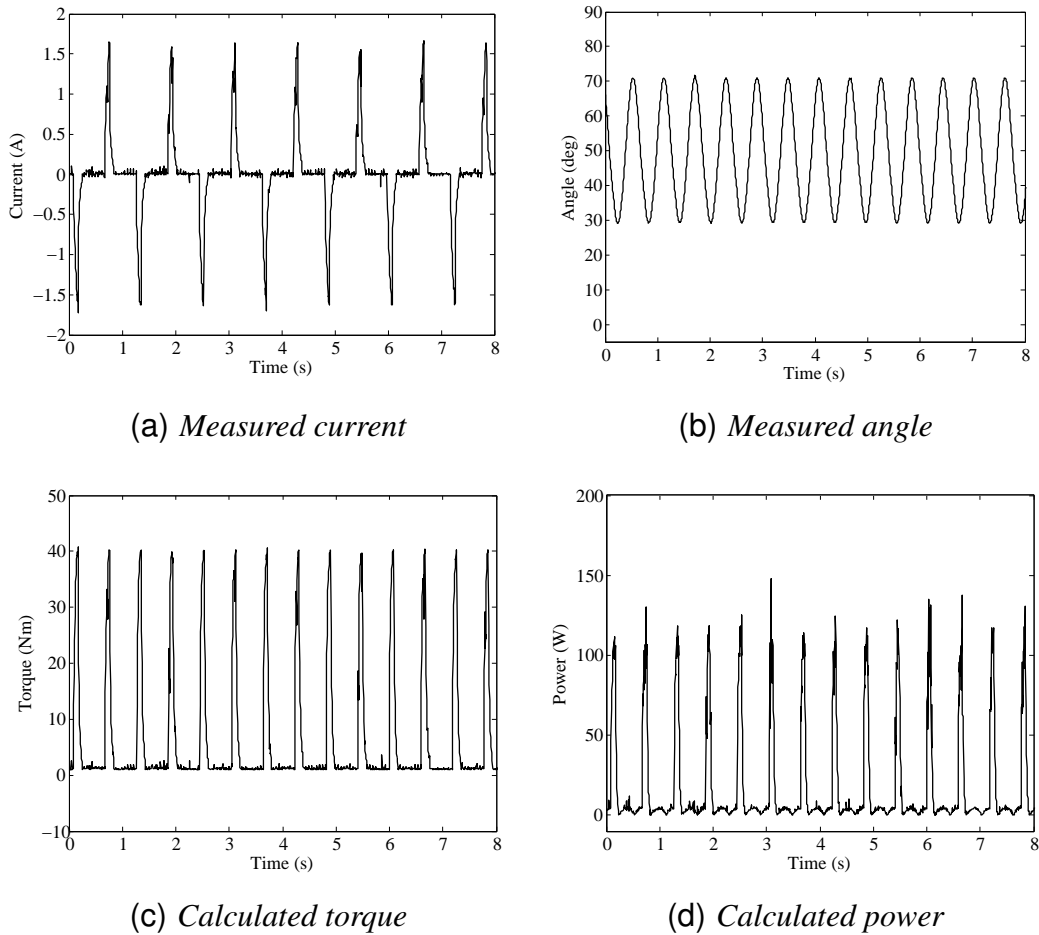 2
1.5
1
0.5
0
−0.5
−1
−1.5
−2
Current (A)
0 1 2 3 4 5 6 7 8
Time (s)
(a) Measured current
90
80
70
60
50
40
30
20
10
0
Angle (deg)
0 1 2 3 4 5 6 7 8
Time (s)
(b) Measured angle
50
40
30
20
10
0
−10
Torque (Nm)
0 1 2 3 4 5 6 7 8
Time (s)
(c) Calculated torque
200
150
100
50
0
Power (W)
0 1 2 3 4 5 6 7 8
Time (s)
(d) Calculated power